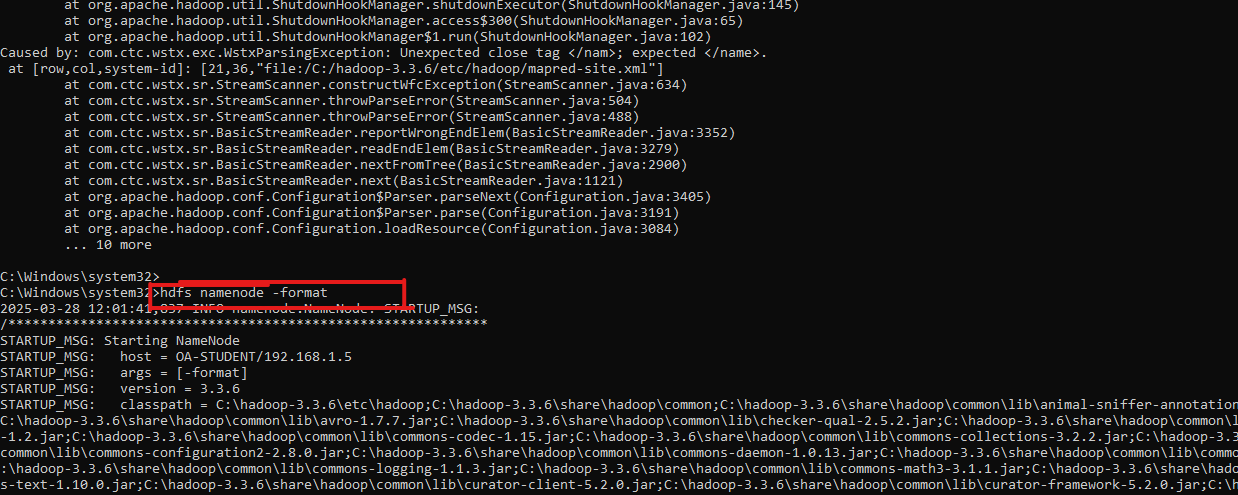 at org.apache.hadoop.util.ShutdownHookManager.shutdownExecutor(ShutdownHookManager.java:145)
at org.apache.hadoop.util.ShutdownHookManager.access$300(ShutdownHookManager.java:65)
at org.apache.hadoop.util.ShutdownHookManager$1.run(ShutdownHookManager.java:102)
Caused by: com.ctc.wstx.exc.WstxParsingException: Unexpected close tag </nam>; expected </name>.
at [row,col,system-id]: [21,36,"file:/C:/hadoop-3.3.6/etc/hadoop/mapred-site.xml"]
at com.ctc.wstx.sr.StreamScanner.constructWfcException(StreamScanner.java:634)
at com.ctc.wstx.sr.StreamScanner.throwParseError(StreamScanner.java:504)
at com.ctc.wstx.sr.StreamScanner.throwParseError(StreamScanner.java:488)
at com.ctc.wstx.sr.BasicStreamReader.reportWrongEndElem(BasicStreamReader.java:3352)
at com.ctc.wstx.sr.BasicStreamReader.readEndElem(BasicStreamReader.java:3279)
at com.ctc.wstx.sr.BasicStreamReader.nextFromTree(BasicStreamReader.java:2900)
at com.ctc.wstx.sr.BasicStreamReader.next(BasicStreamReader.java:1121)
at org.apache.hadoop.conf.Configuration$Parser.parseNext(Configuration.java:3405)
at org.apache.hadoop.conf.Configuration$Parser.parse(Configuration.java:3191)
at org.apache.hadoop.conf.Configuration.loadResource(Configuration.java:3084)
... 10 more
C:\Windows\system32>
C:\Windows\system32>hdfs namenode -format
2025-03-28 12:01:41,837 INFO namenode.NameNode: STARTUP_MSG:
/************************************************************
STARTUP_MSG: Starting NameNode
STARTUP_MSG:   host = OA-STUDENT/192.168.1.5
STARTUP_MSG:   args = [-format]
STARTUP_MSG:   version = 3.3.6
STARTUP_MSG:   classpath = C:\hadoop-3.3.6\etc\hadoop;C:\hadoop-3.3.6\share\hadoop\common;C:\hadoop-3.3.6\share\hadoop\common\lib\animal-sniffer-annotation
C:\hadoop-3.3.6\share\hadoop\common\lib\avro-1.7.7.jar;C:\hadoop-3.3.6\share\hadoop\common\lib\checker-qual-2.5.2.jar;C:\hadoop-3.3.6\share\hadoop\common\l
-1.2.jar;C:\hadoop-3.3.6\share\hadoop\common\lib\commons-codec-1.15.jar;C:\hadoop-3.3.6\share\hadoop\common\lib\commons-collections-3.2.2.jar;C:\hadoop-3.3
common\lib\commons-configuration2-2.8.0.jar;C:\hadoop-3.3.6\share\hadoop\common\lib\commons-daemon-1.0.13.jar;C:\hadoop-3.3.6\share\hadoop\common\lib\commo
:\hadoop-3.3.6\share\hadoop\common\lib\commons-logging-1.1.3.jar;C:\hadoop-3.3.6\share\hadoop\common\lib\commons-math3-3.1.1.jar;C:\hadoop-3.3.6\share\hado
s-text-1.10.0.jar;C:\hadoop-3.3.6\share\hadoop\common\lib\curator-client-5.2.0.jar;C:\hadoop-3.3.6\share\hadoop\common\lib\curator-framework-5.2.0.jar;C:\h